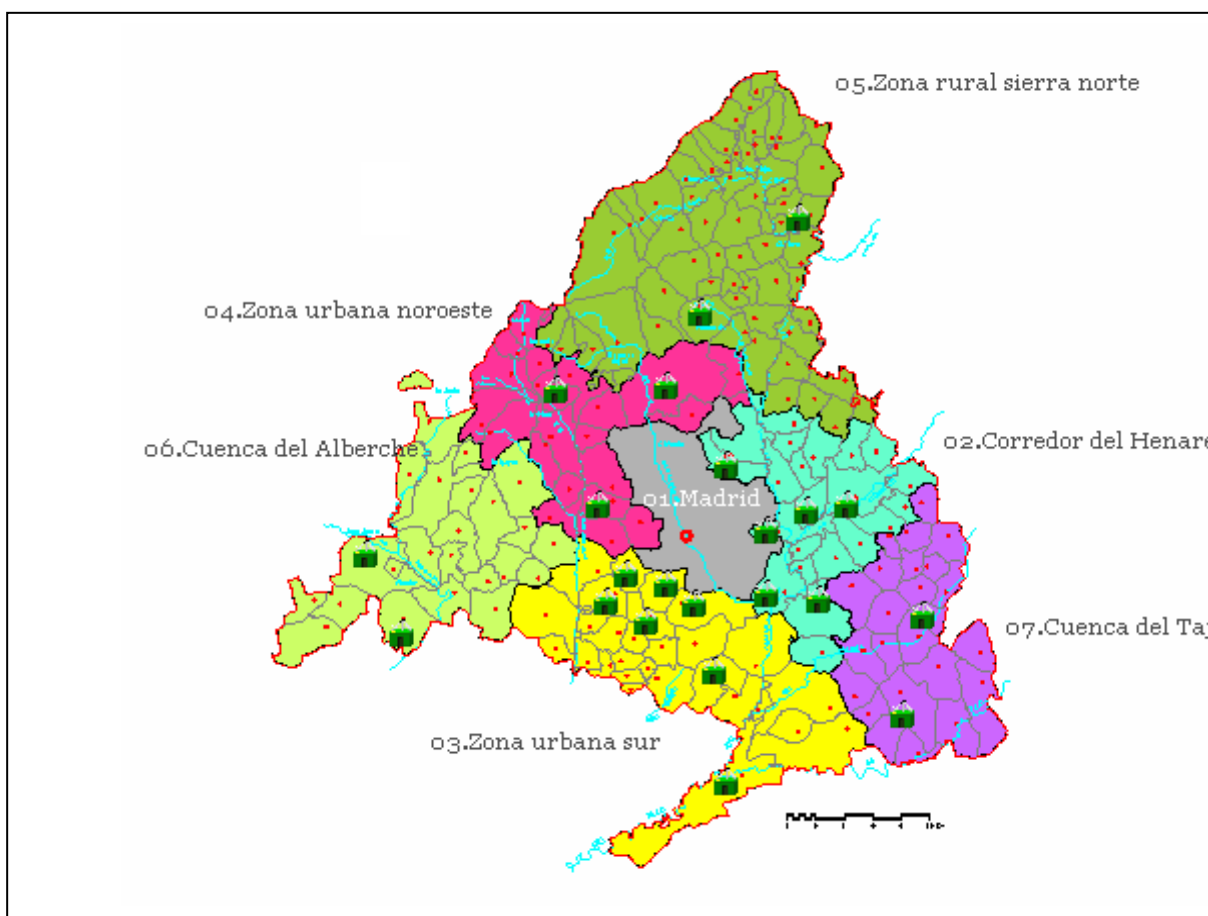 05.Zona rural sierra norte
04.Zona urbana noroeste
06.Cuenca del Alberche
02.Corredor del Henare
01.Madrid
07.Cuenca del Taj
03.Zona urbana sur